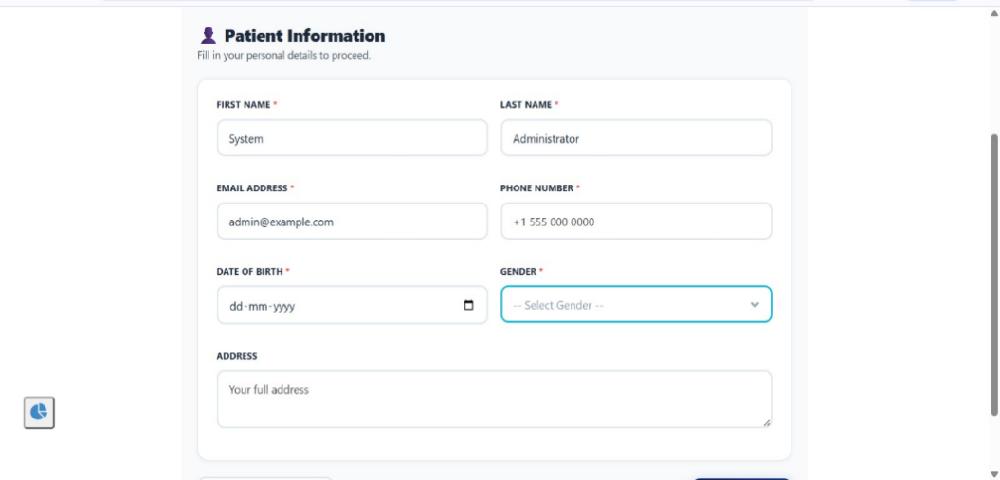 Patient Information
Fill in your personal details to proceed.
FIRST NAME *
LAST NAME *
System
Administrator
EMAIL ADDRESS *
PHONE NUMBER *
admin@example.com
+1 555 000 0000
DATE OF BIRTH *
GENDER *
dd-mm-yyyy
-- Select Gender --
ADDRESS
Your full address